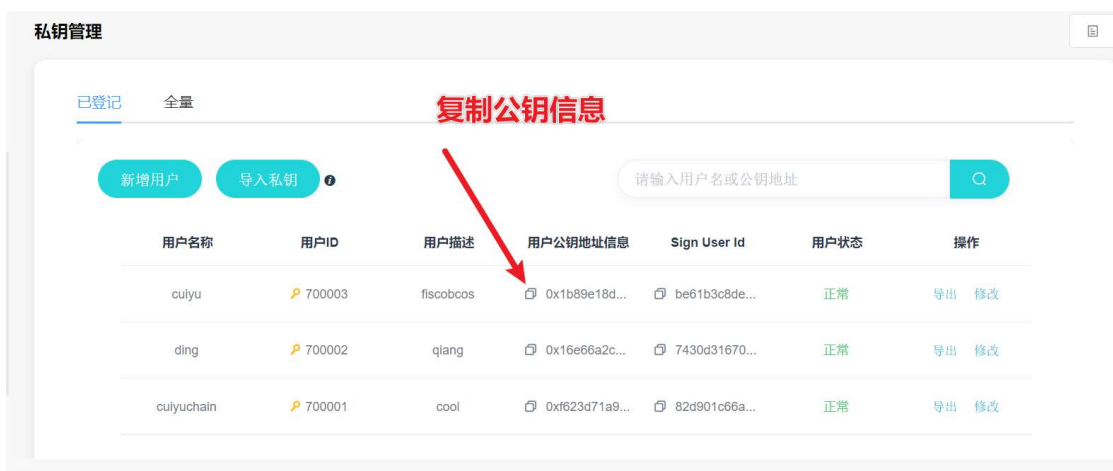 私钥管理
已登记 全量
复制公钥信息
新增用户 导入私钥 请输入用户名或公钥地址
用户名称 用户ID 用户描述 用户公钥地址信息 Sign User Id 用户状态 操作
cuiyu 700003 fiscobcos 0x1b89e18d... be61b3c8de... 正常 导出 修改
ding 700002 qiang 0x16e66a2c... 7430d31670... 正常 导出 修改
cuiyuchain 700001 cool 0xf623d71a9... 82d901c66a... 正常 导出 修改